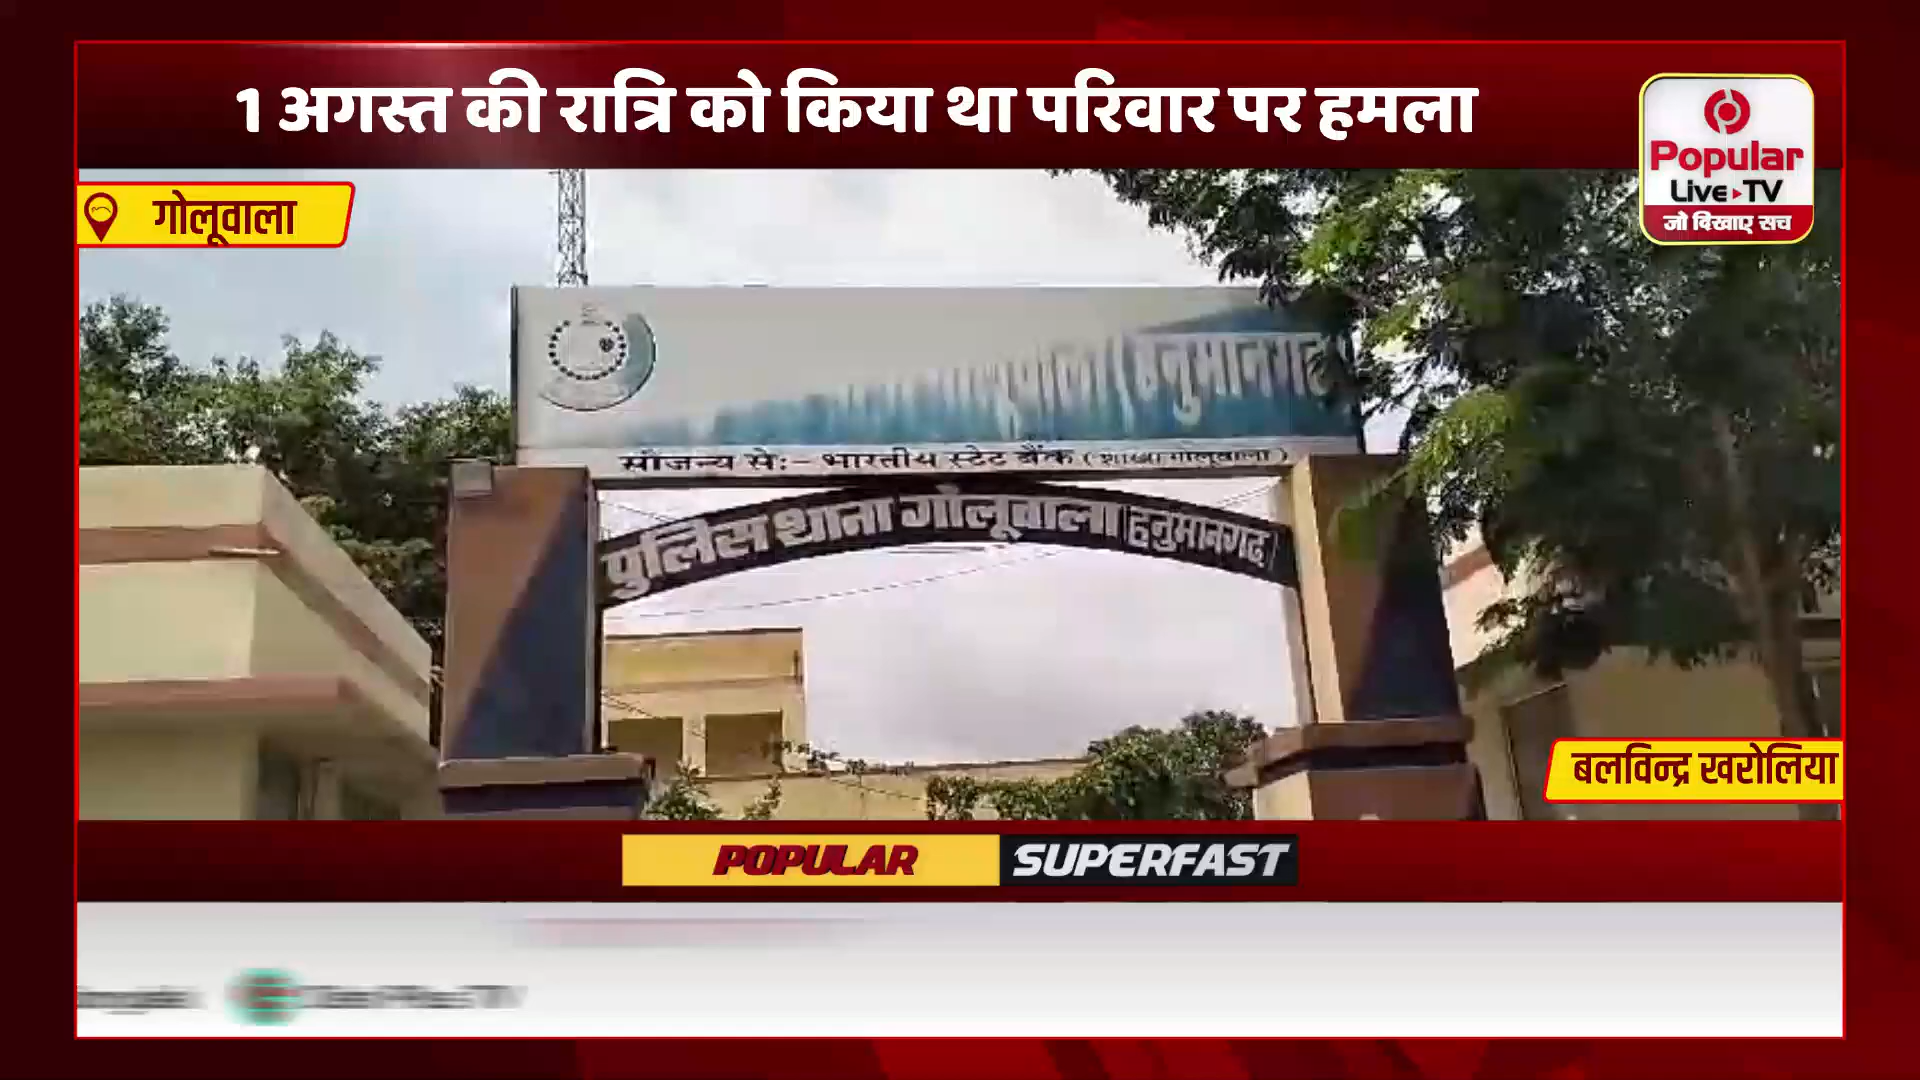 1 अगस्त की रात्रि को किया था परिवार पर हमला
Popular
Live TV
जो दिखाए सच
गोलूवाला
(हनुमानगढ़)
सौजन्य से:- भारतीय स्टेट बैंक (शाखा गोलूवाला)
पुलिस थाना गोलूवाला (हनुमानगढ)
बलविन्द्र खरोलिया
POPULAR SUPERFAST